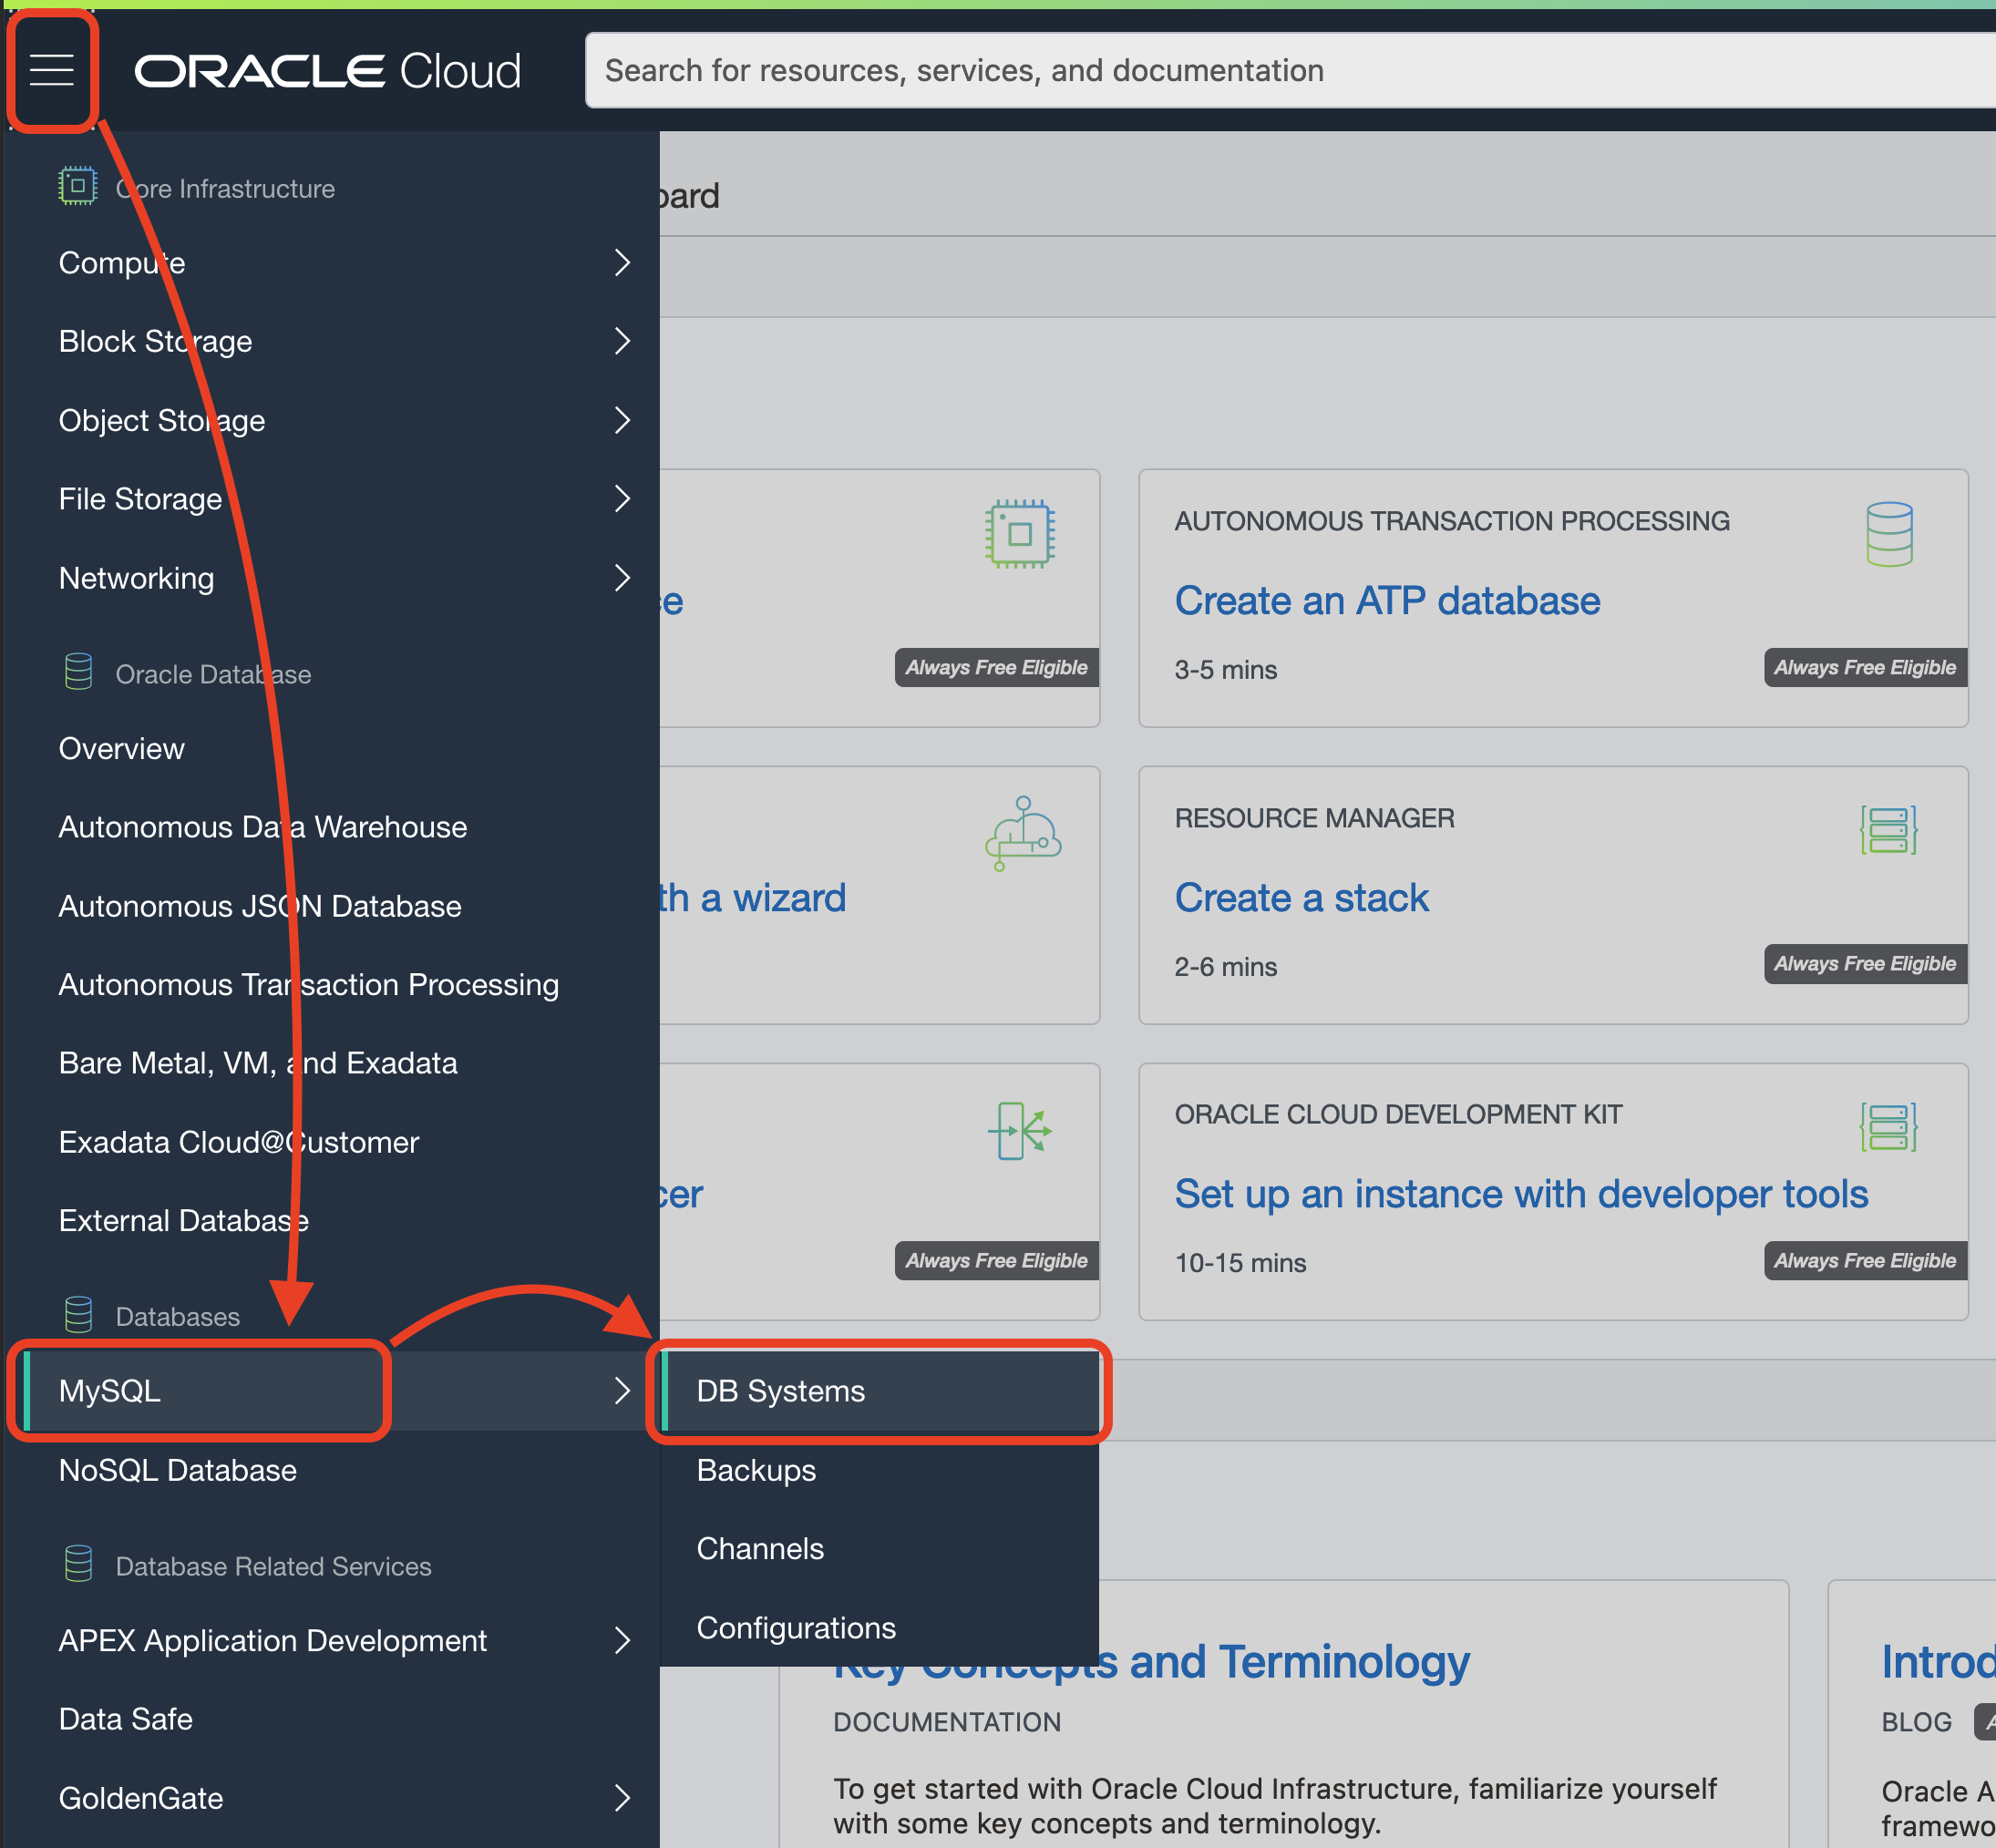 ORACLE Cloud
Search for resources, services, and documentation
Core Infrastructure
Compute
Block Storage
Object Storage
File Storage
Networking
Oracle Database
Overview
Autonomous Data Warehouse
Autonomous JSON Database
Autonomous Transaction Processing
Bare Metal, VM, and Exadata
Exadata Cloud@Customer
External Database
Databases
MySQL
NoSQL Database
Database Related Services
APEX Application Development
Data Safe
GoldenGate
DB Systems
Backups
Channels
Configurations
Always Free Eligible
AUTONOMOUS TRANSACTION PROCESSING
Create an ATP database
3-5 mins
Always Free Eligible
th a wizard
RESOURCE MANAGER
Create a stack
2-6 mins
Always Free Eligible
Always Free Eligible
ORACLE CLOUD DEVELOPMENT KIT
Set up an instance with developer tools
10-15 mins
Always Free Eligible
Key Concepts and Terminology
DOCUMENTATION
To get started with Oracle Cloud Infrastructure, familiarize yourself
with some key concepts and terminology.
Introd
BLOG
Oracle A
framewo